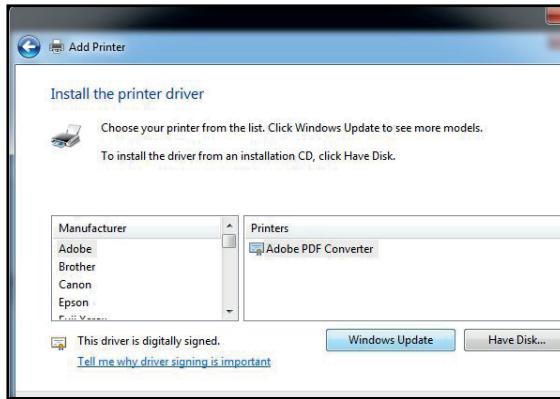 Add Printer
Install the printer driver
Choose your printer from the list. Click Windows Update to see more models.
To install the driver from an installation CD, click Have Disk.
Manufacturer
Adobe
Brother
Canon
Epson
Fuji Xerox
Printers
Adobe PDF Converter
This driver is digitally signed.
Tell me why driver signing is important
Windows Update
Have Disk...